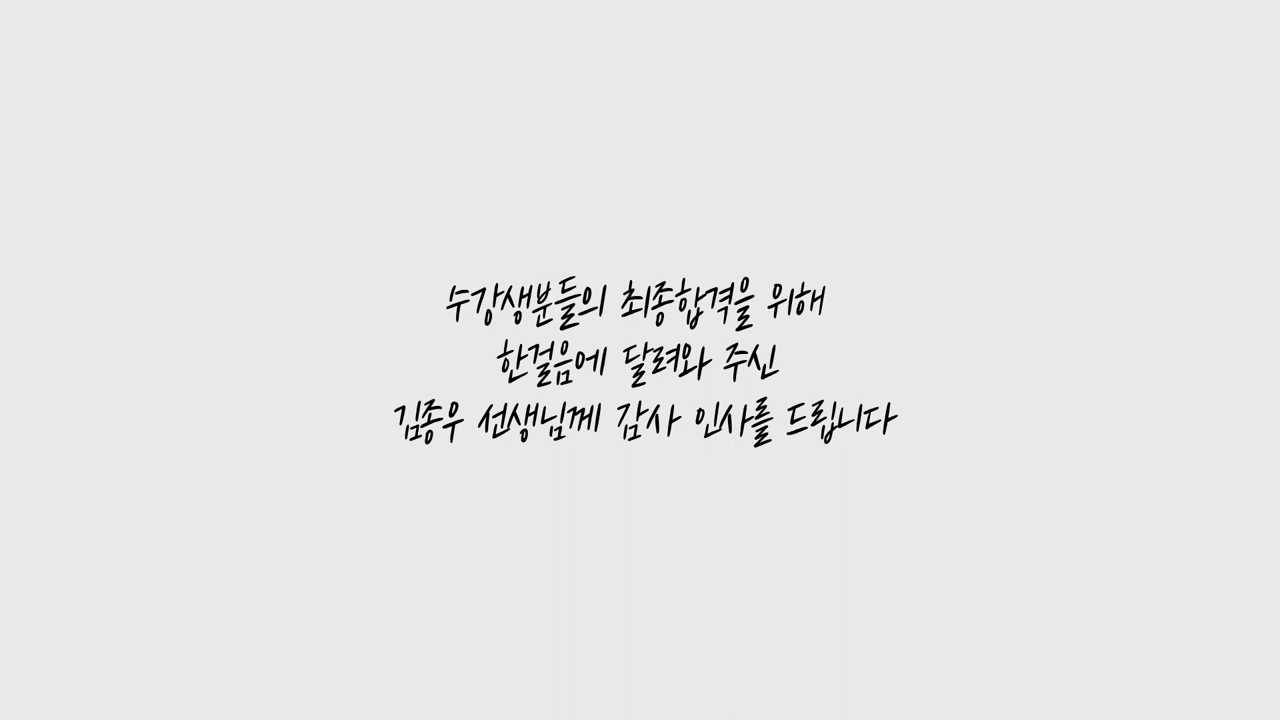 수강생분들의 최종합격을 위해
한걸음에 달려와 주신
김종우 선생님께 감사 인사를 드립니다